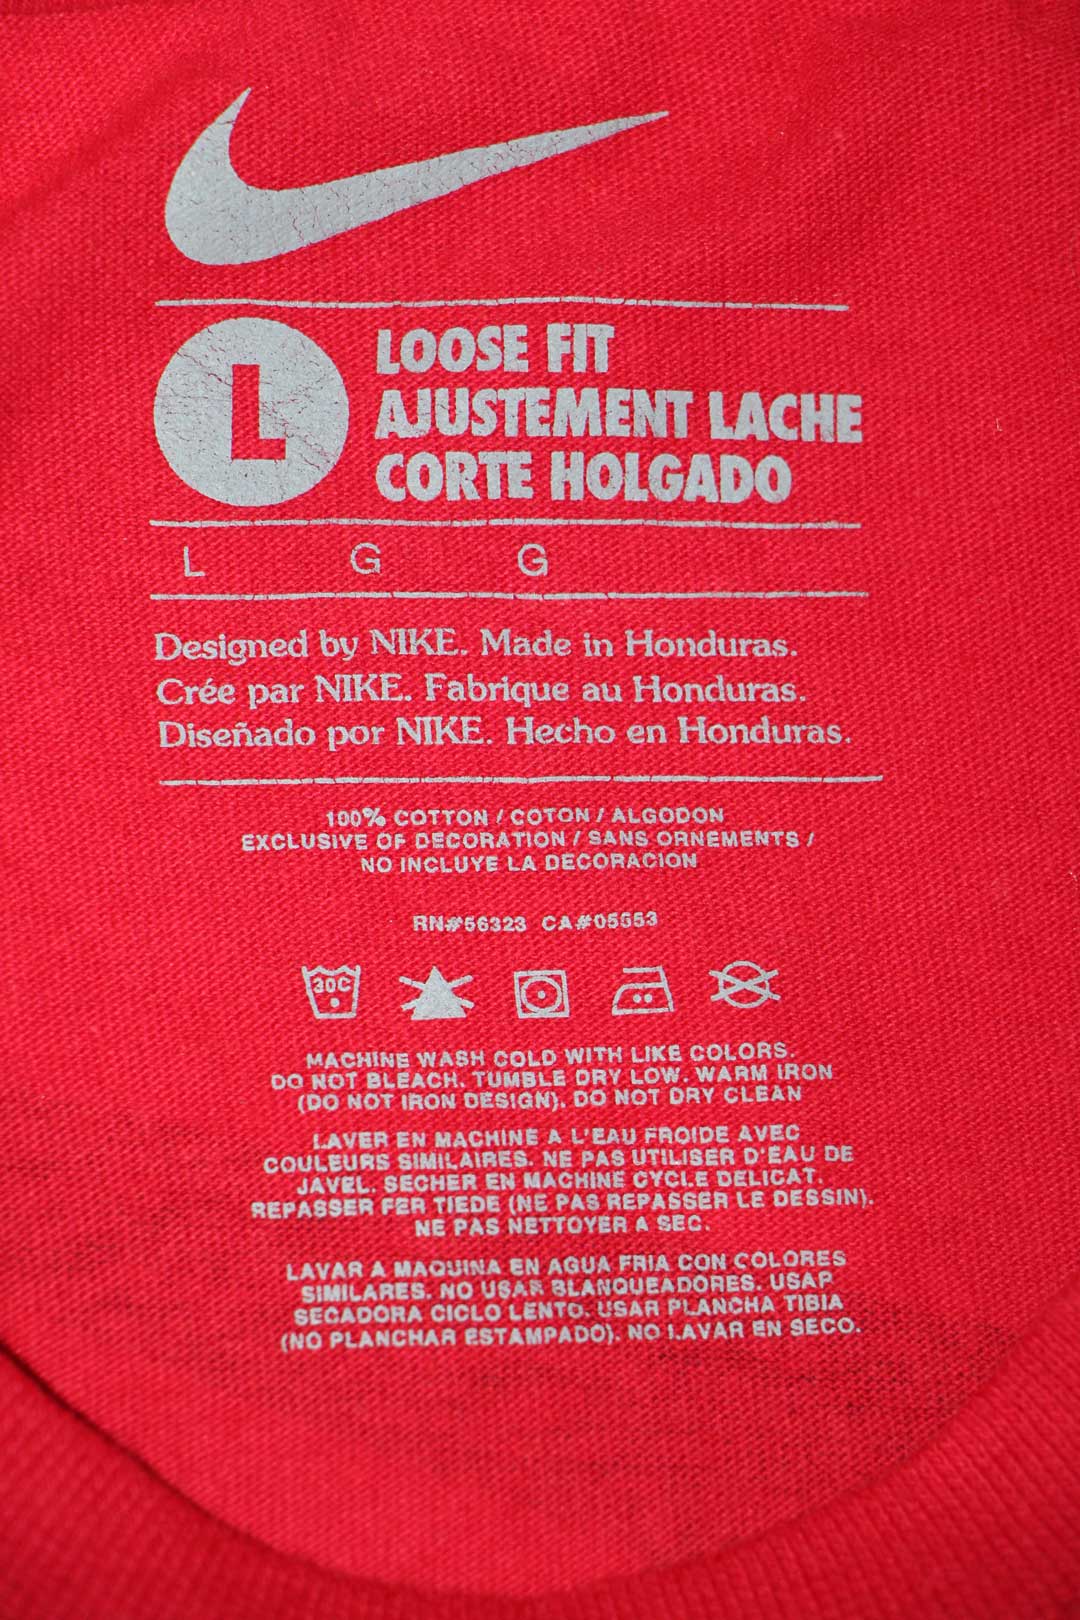 L
LOOSE FIT
AJUSTEMENT LACHE
CORTE HOLGADO
L G G
Designed by NIKE. Made in Honduras.
Crée par NIKE. Fabrique au Honduras.
Diseñado por NIKE. Hecho en Honduras.
100% COTTON / COTON / ALGODON
EXCLUSIVE OF DECORATION / SANS ORNEMENTS /
NO INCLUYE LA DECORACION
RN#56323 CA#05553
30C
MACHINE WASH COLD WITH LIKE COLORS.
DO NOT BLEACH. TUMBLE DRY LOW. WARM IRON
(DO NOT IRON DESIGN). DO NOT DRY CLEAN
LAVER EN MACHINE A L'EAU FROIDE AVEC
COULEURS SIMILAIRES. NE PAS UTILISER D'EAU DE
JAVEL. SECHER EN MACHINE CYCLE DELICAT.
REPASSER FER TIEDE (NE PAS REPASSER LE DESSIN).
NE PAS NETTOYER A SEC.
LAVAR A MAQUINA EN AGUA FRIA CON COLORES
SIMILARES. NO USAR BLANQUEADORES. USAR
SECADORA CICLO LENTO. USAR PLANCHA TIBIA
(NO PLANCHAR ESTAMPADO). NO LAVAR EN SECO.